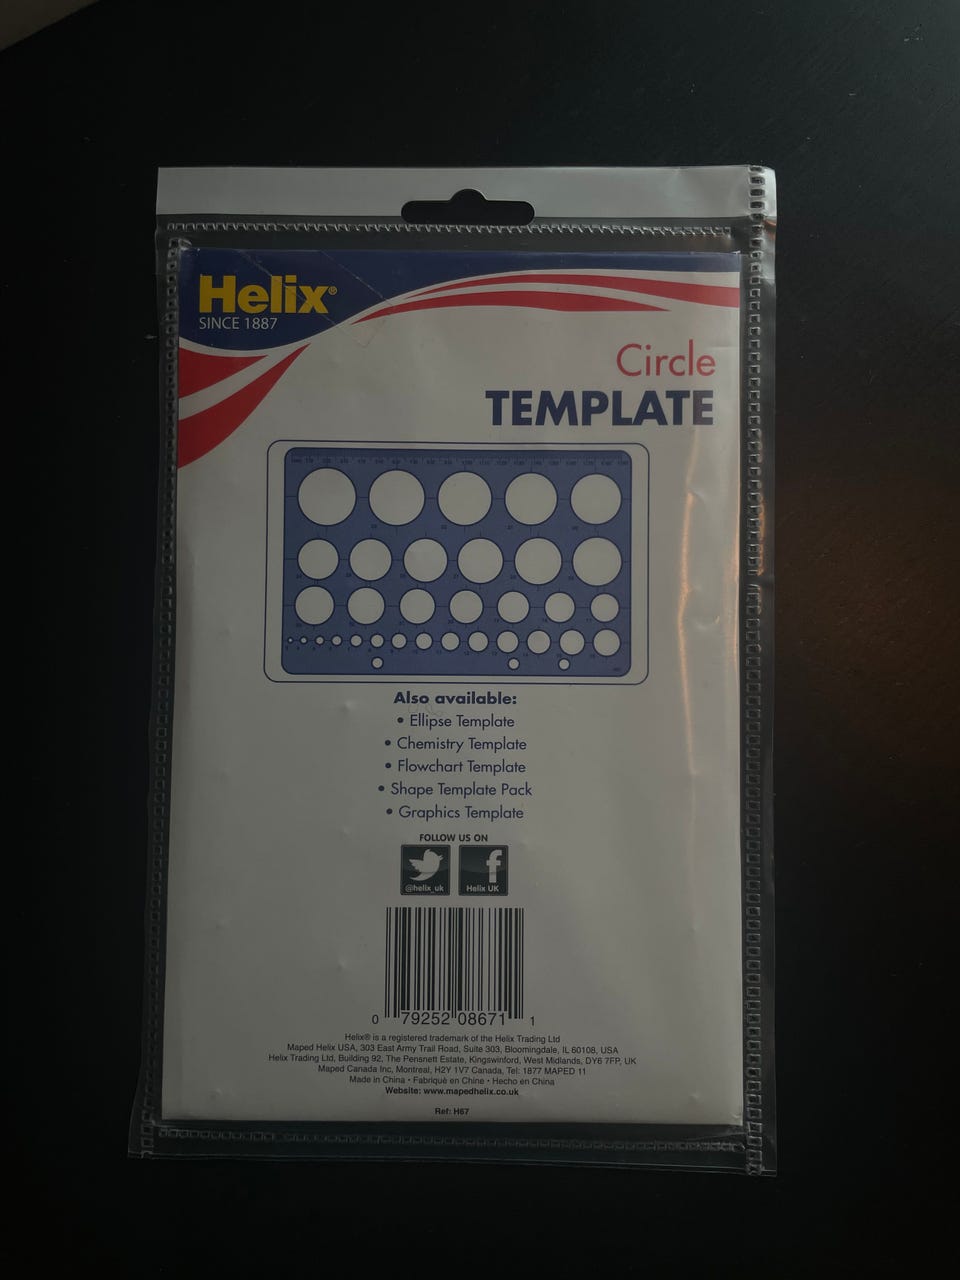 Helix®
SINCE 1887
Circle
TEMPLATE
Also available:
• Ellipse Template
• Chemistry Template
• Flowchart Template
• Shape Template Pack
• Graphics Template
FOLLOW US ON
@helix_uk
Helix UK
0 79252 08671 1
Helix® is a registered trademark of the Helix Trading Ltd
Maped Helix USA, 303 East Army Trail Road, Suite 303, Bloomingdale, IL 60108, USA
Helix Trading Ltd, Building 92, The Pensnett Estate, Kingswinford, West Midlands, DY6 7FP, UK
Maped Canada Inc, Montreal, H2Y 1V7 Canada, Tel: 1877 MAPED 11
Made in China • Fabriqué en Chine • Hecho en China
Website: www.mapedhelix.co.uk
Ref: H67